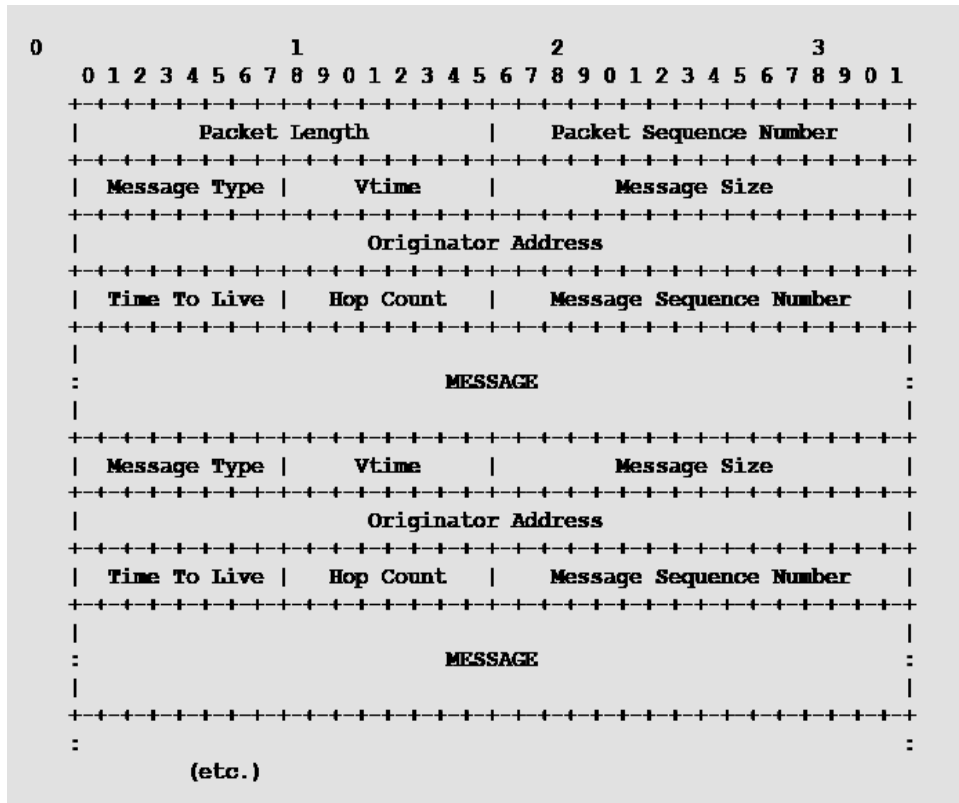 0 1 2 3
0 1 2 3 4 5 6 7 8 9 0 1 2 3 4 5 6 7 8 9 0 1 2 3 4 5 6 7 8 9 0 1
+-+-+-+-+-+-+-+-+-+-+-+-+-+-+-+-+-+-+-+-+-+-+-+-+-+-+-+-+-+-+-+-+
| Packet Length | Packet Sequence Number |
+-+-+-+-+-+-+-+-+-+-+-+-+-+-+-+-+-+-+-+-+-+-+-+-+-+-+-+-+-+-+-+-+
| Message Type | Vtime | Message Size |
+-+-+-+-+-+-+-+-+-+-+-+-+-+-+-+-+-+-+-+-+-+-+-+-+-+-+-+-+-+-+-+-+
| Originator Address |
+-+-+-+-+-+-+-+-+-+-+-+-+-+-+-+-+-+-+-+-+-+-+-+-+-+-+-+-+-+-+-+-+
| Time To Live | Hop Count | Message Sequence Number |
+-+-+-+-+-+-+-+-+-+-+-+-+-+-+-+-+-+-+-+-+-+-+-+-+-+-+-+-+-+-+-+-+
| |
: MESSAGE :
| |
+-+-+-+-+-+-+-+-+-+-+-+-+-+-+-+-+-+-+-+-+-+-+-+-+-+-+-+-+-+-+-+-+
| Message Type | Vtime | Message Size |
+-+-+-+-+-+-+-+-+-+-+-+-+-+-+-+-+-+-+-+-+-+-+-+-+-+-+-+-+-+-+-+-+
| Originator Address |
+-+-+-+-+-+-+-+-+-+-+-+-+-+-+-+-+-+-+-+-+-+-+-+-+-+-+-+-+-+-+-+-+
| Time To Live | Hop Count | Message Sequence Number |
+-+-+-+-+-+-+-+-+-+-+-+-+-+-+-+-+-+-+-+-+-+-+-+-+-+-+-+-+-+-+-+-+
| |
: MESSAGE :
| |
+-+-+-+-+-+-+-+-+-+-+-+-+-+-+-+-+-+-+-+-+-+-+-+-+-+-+-+-+-+-+-+-+
: :
(etc.)